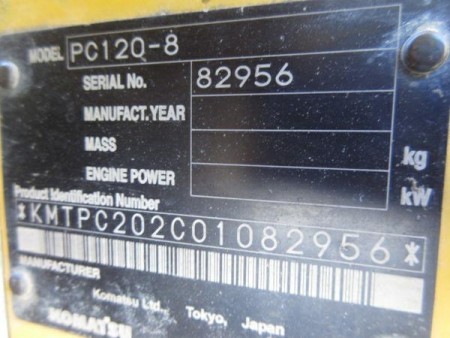 MODEL PC120-8
SERIAL No. 82956
MANUFACT. YEAR
MASS kg
ENGINE POWER kW
Product Identification Number
*KMTPC202C01082956*
MANUFACTURER
Komatsu Ltd., Tokyo, Japan
KOMATSU